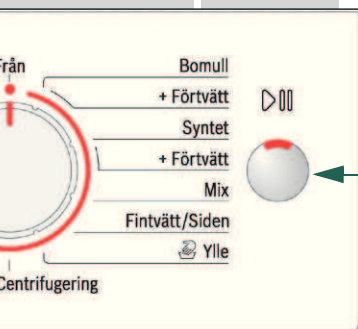 Från
Bomull
+ Förtvätt
Syntet
+ Förtvätt
Mix
Fintvätt/Siden
Ylle
Centrifugering